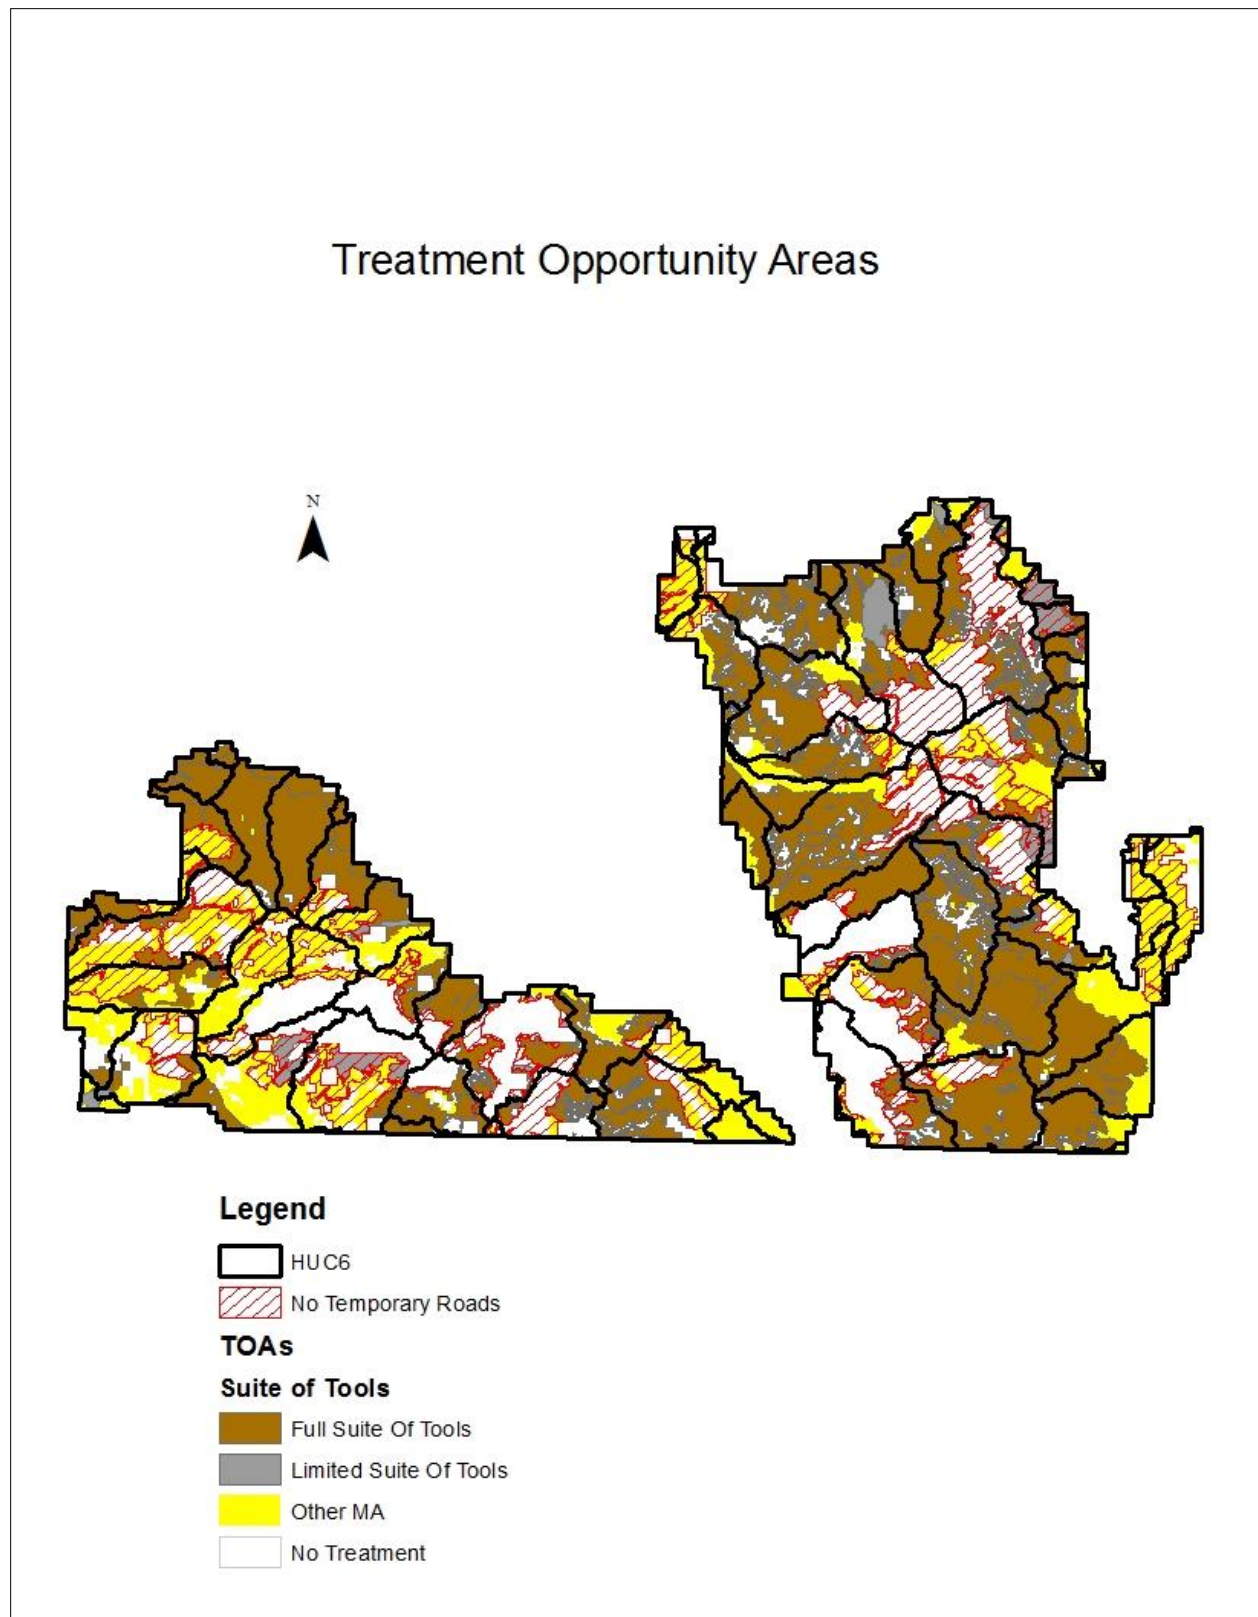 Treatment Opportunity Areas
N
Legend
HUC6
No Temporary Roads
TOAs
Suite of Tools
Full Suite Of Tools
Limited Suite Of Tools
Other MA
No Treatment